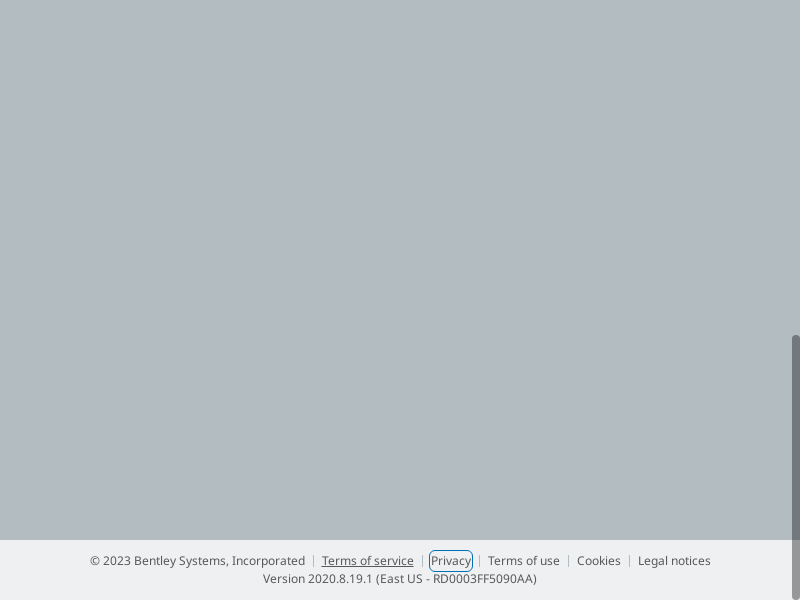 © 2023 Bentley Systems, Incorporated | Terms of service | Privacy | Terms of use | Cookies | Legal notices
Version 2020.8.19.1 (East US - RD0003FF5090AA)